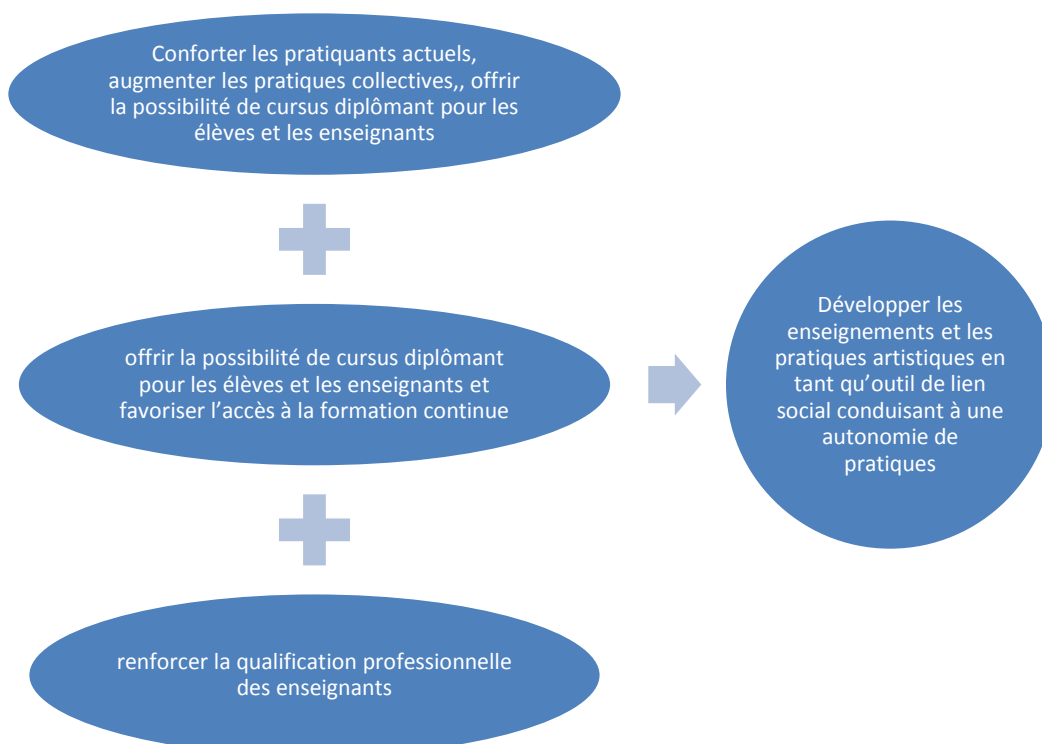 Conforter les pratiquants actuels,
augmenter les pratiques collectives,, offrir
la possibilité de cursus diplômant pour les
élèves et les enseignants
offrir la possibilité de cursus diplômant
pour les élèves et les enseignants et
favoriser l’accès à la formation continue
renforcer la qualification professionnelle
des enseignants
Développer les
enseignements et les
pratiques artistiques en
tant qu’outil de lien
social conduisant à une
autonomie de
pratiques